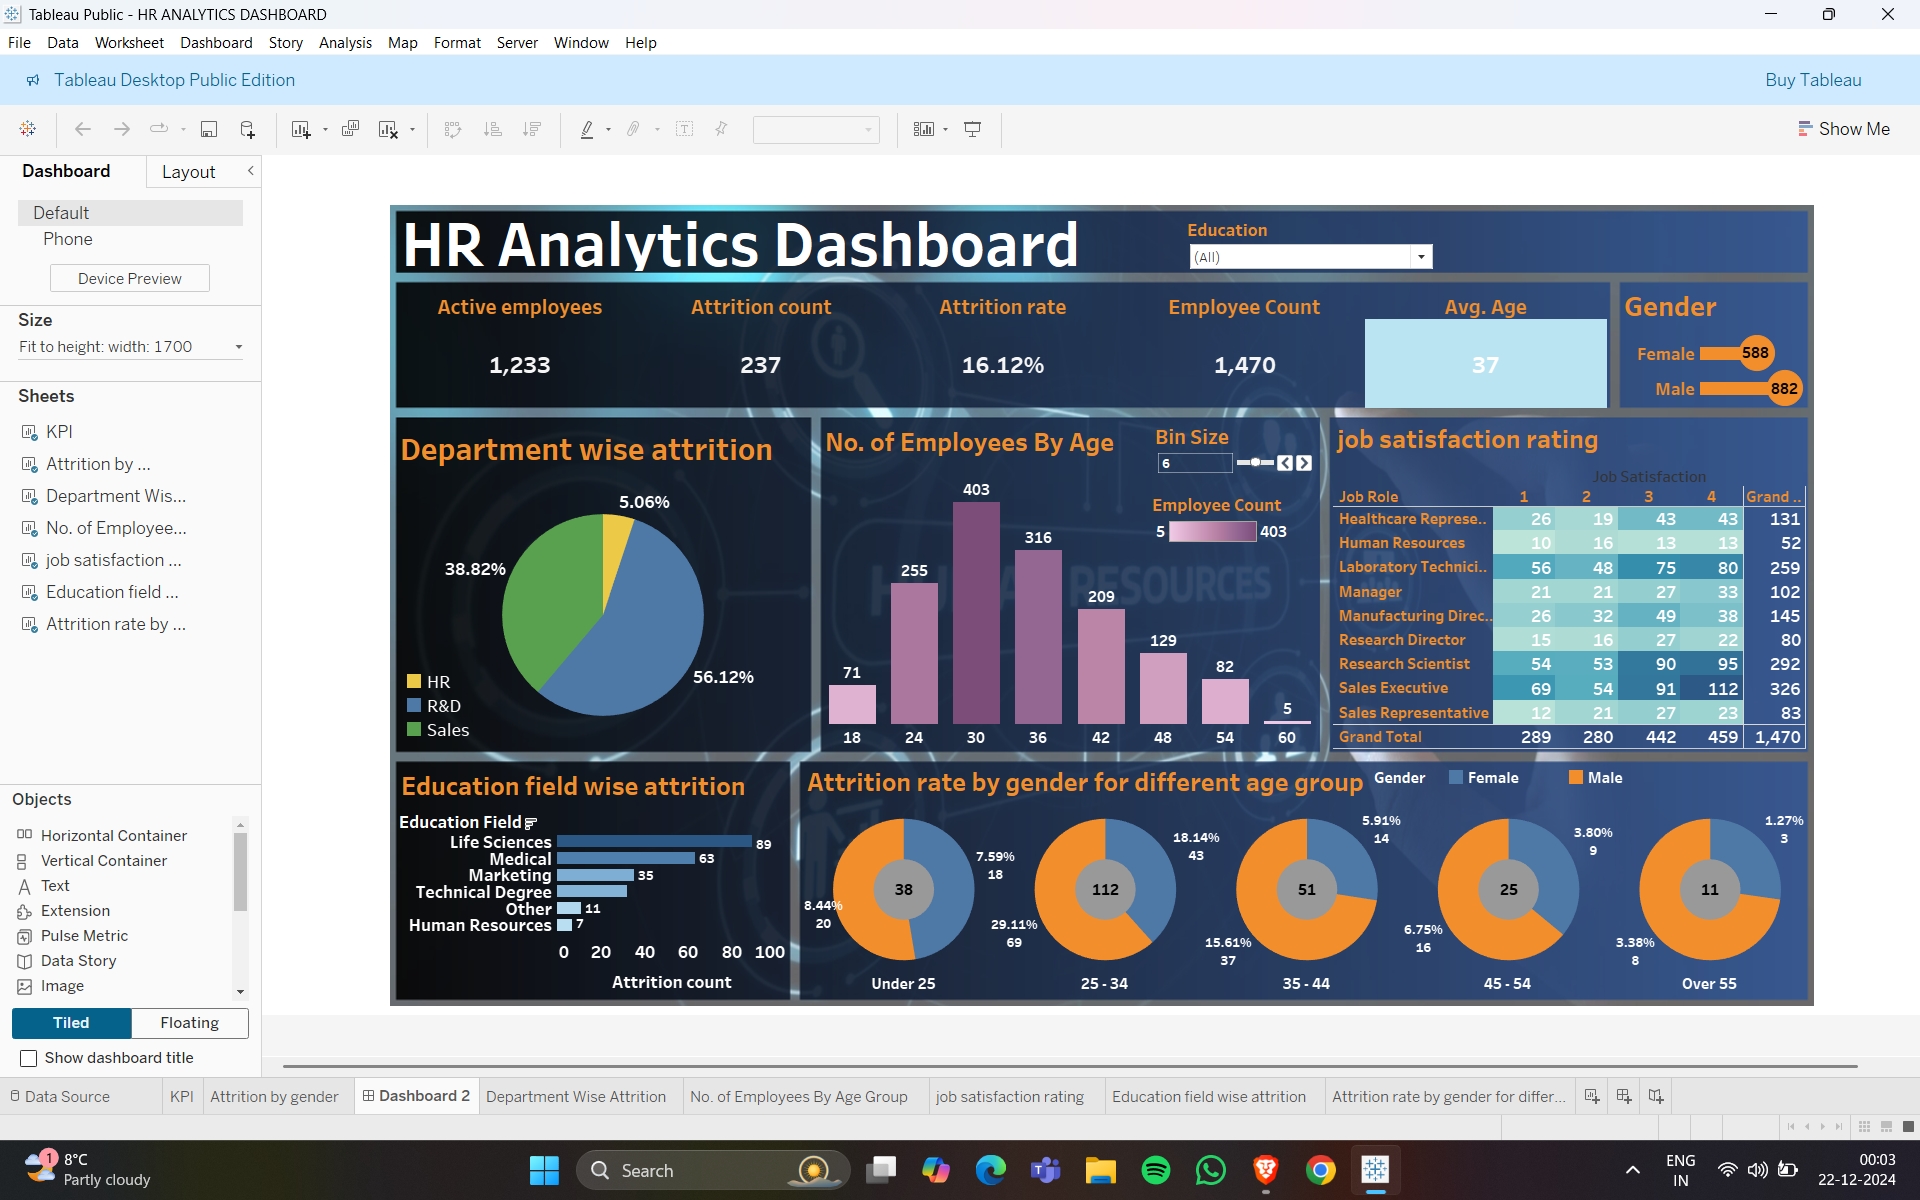 Tableau Public - HR ANALYTICS DASHBOARD
File Data Worksheet Dashboard Story Analysis Map Format Server Window Help
Tableau Desktop Public Edition Buy Tableau
Show Me
Dashboard Layout
Default
Phone
Device Preview
Size
Fit to height: width: 1700
Sheets
KPI
Attrition by ...
Department Wis...
No. of Employee...
job satisfaction ...
Education field ...
Attrition rate by ...
Objects
Horizontal Container
Vertical Container
Text
Extension
Pulse Metric
Data Story
Image
Tiled Floating
Show dashboard title
HR Analytics Dashboard
Education
(All)
Active employees Attrition count Attrition rate Employee Count Avg. Age
1,233 237 16.12% 1,470 37
Gender
Female 588
Male 882
Department wise attrition
5.06%
38.82%
56.12%
HR
R&D
Sales
No. of Employees By Age
Bin Size
6
Employee Count
5 403
71 255 403 316 209 129 82 5
18 24 30 36 42 48 54 60
HUMAN RESOURCES
job satisfaction rating
Job Satisfaction
Job Role 1 2 3 4 Grand ..
Healthcare Represe.. 26 19 43 43 131
Human Resources 10 16 13 13 52
Laboratory Technici.. 56 48 75 80 259
Manager 21 21 27 33 102
Manufacturing Direc.. 26 32 49 38 145
Research Director 15 16 27 22 80
Research Scientist 54 53 90 95 292
Sales Executive 69 54 91 112 326
Sales Representative 12 21 27 23 83
Grand Total 289 280 442 459 1,470
Education field wise attrition
Education Field
Life Sciences 89
Medical 63
Marketing 35
Technical Degree
Other 11
Human Resources 7
0 20 40 60 80 100
Attrition count
Attrition rate by gender for different age group
Gender Female Male
7.59%
18
38
8.44%
20
Under 25
18.14%
43
112
29.11%
69
25 - 34
5.91%
14
51
15.61%
37
35 - 44
3.80%
9
25
6.75%
16
45 - 54
1.27%
3
11
3.38%
8
Over 55
Data Source KPI Attrition by gender Dashboard 2 Department Wise Attrition No. of Employees By Age Group job satisfaction rating Education field wise attrition Attrition rate by gender for differ...
1
8°C
Partly cloudy
Search
ENG
IN
00:03
22-12-2024